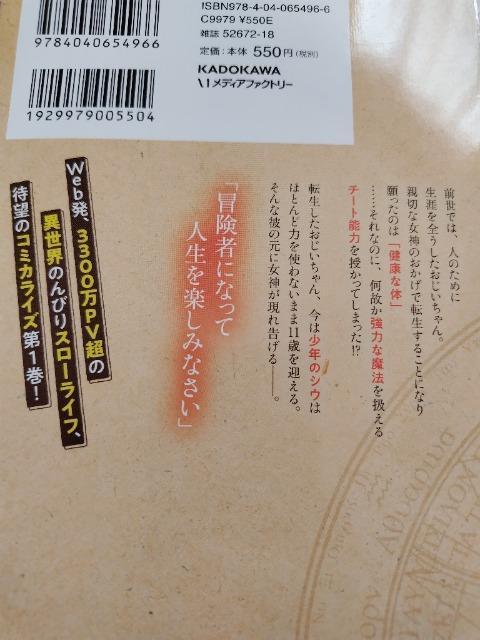 ISBN978-4-04-065496-6
C9979 ¥550E
雑誌 52672-18
定価:本体 550円(税別)
KADOKAWA
メディアファクトリー
9784040654966
1929979005504
前世では、人のために
生涯を全うしたおじいちゃん。
親切な女神のおかげで転生することになり
願ったのは「健康な体」
……それなのに、何故か強力な魔法を扱える
チート能力を授かってしまった!?
転生したおじいちゃん、今は少年のシウは
ほとんど力を使わないまま11歳を迎える。
そんな彼の元に女神が現れ告げる――。
「冒険者になって
人生を楽しみなさい」
Web発、3300万PV超の
異世界のんびりスローライフ、
待望のコミカライズ第1巻!